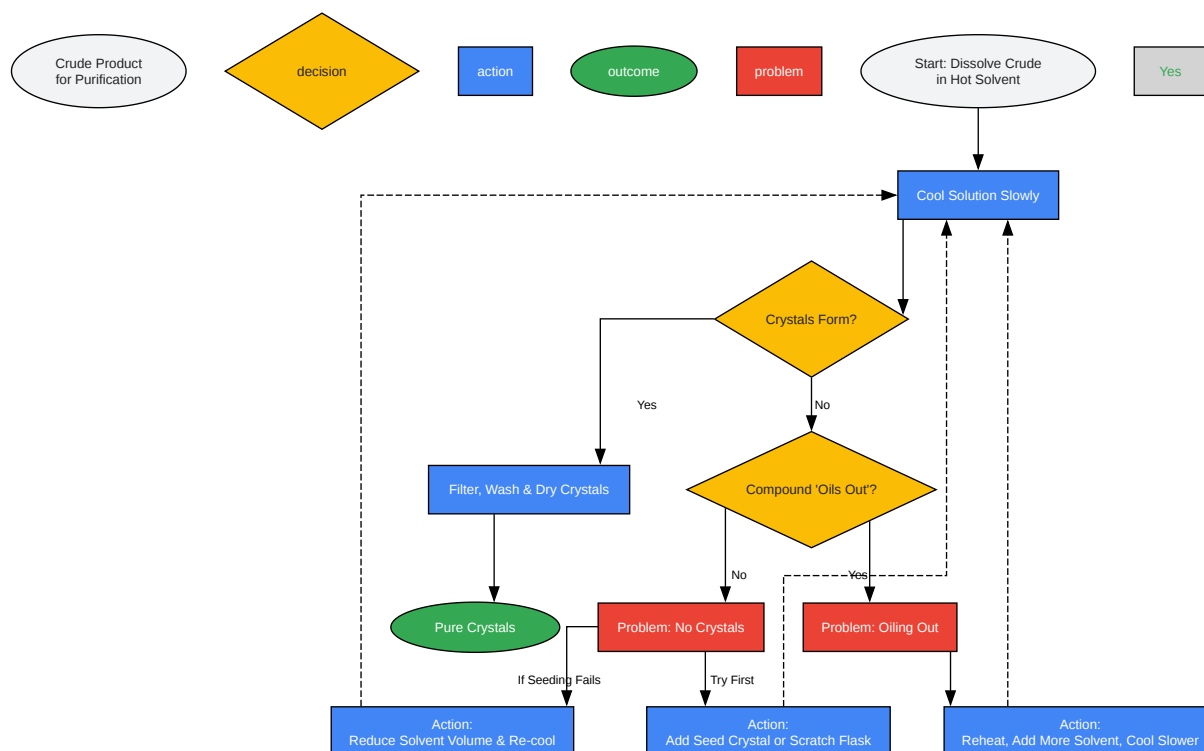 Crude Product
for Purification
decision
action
outcome
problem
Start: Dissolve Crude
in Hot Solvent
Yes
Cool Solution Slowly
Crystals Form?
Yes
No
Filter, Wash & Dry Crystals
Compound 'Oils Out'?
No
Yes
Pure Crystals
Problem: No Crystals
Problem: Oiling Out
If Seeding Fails
Try First
Action:
Reduce Solvent Volume & Re-cool
Action:
Add Seed Crystal or Scratch Flask
Action:
Reheat, Add More Solvent, Cool Slower